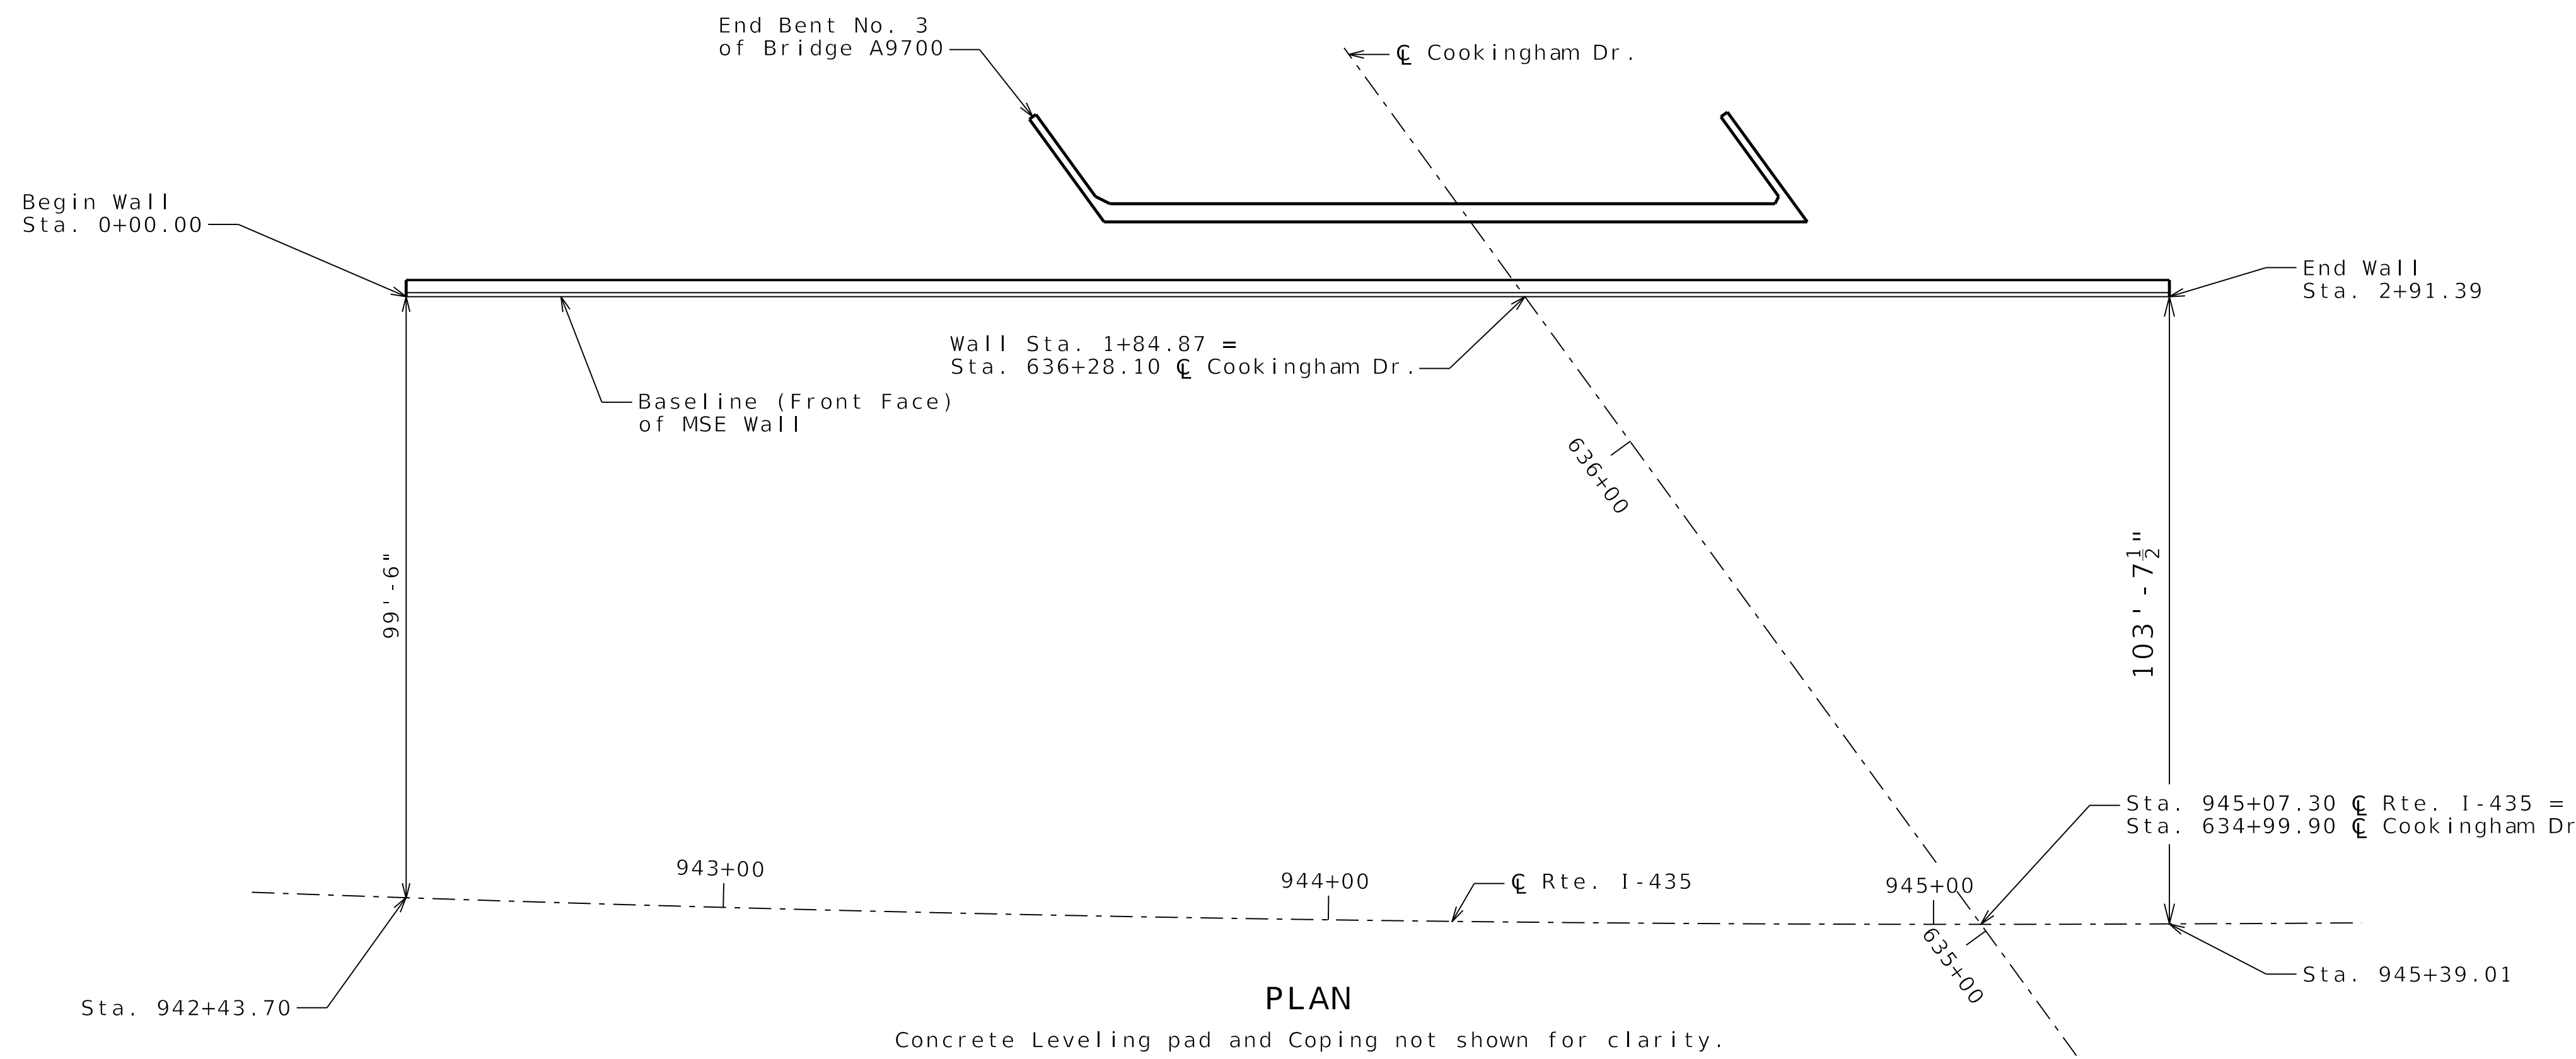 End Bent No. 3
of Bridge A9700
℄ Cookingham Dr.
Begin Wall
Sta. 0+00.00
End Wall
Sta. 2+91.39
Wall Sta. 1+84.87 =
Sta. 636+28.10 ℄ Cookingham Dr.
Baseline (Front Face)
of MSE Wall
636+00
99'-6"
103'-7½"
Sta. 945+07.30 ℄ Rte. I-435 =
Sta. 634+99.90 ℄ Cookingham Dr
943+00
944+00
℄ Rte. I-435
945+00
635+00
Sta. 942+43.70
Sta. 945+39.01
PLAN
Concrete Leveling pad and Coping not shown for clarity.